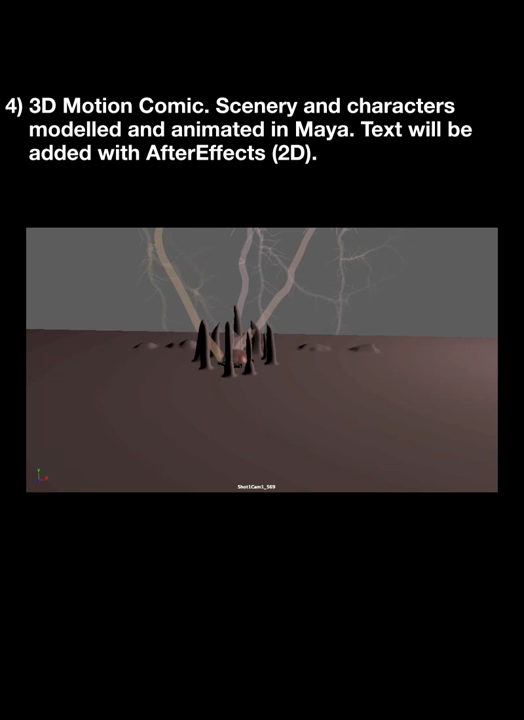 4) 3D Motion Comic. Scenery and characters
modelled and animated in Maya. Text will be
added with AfterEffects (2D).
Shot1Cam1_S09